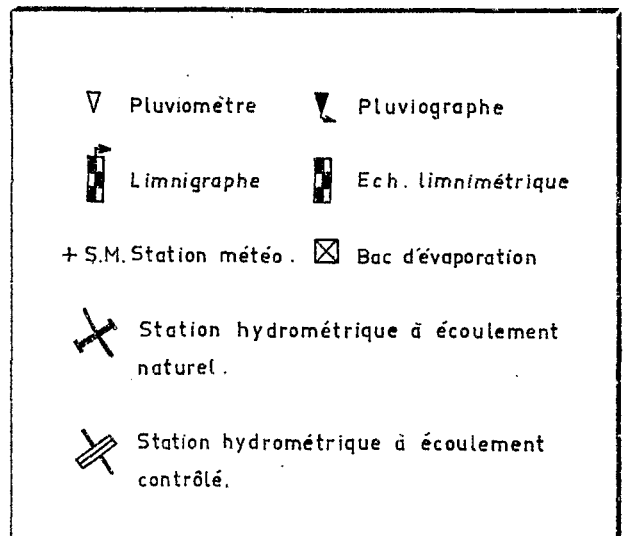 Pluviomètre Pluviographe
Limnigraphe Ech. limnimétrique
+ S.M. Station météo. Bac d'évaporation
Station hydrométrique à écoulement
naturel.
Station hydrométrique à écoulement
contrôlé.